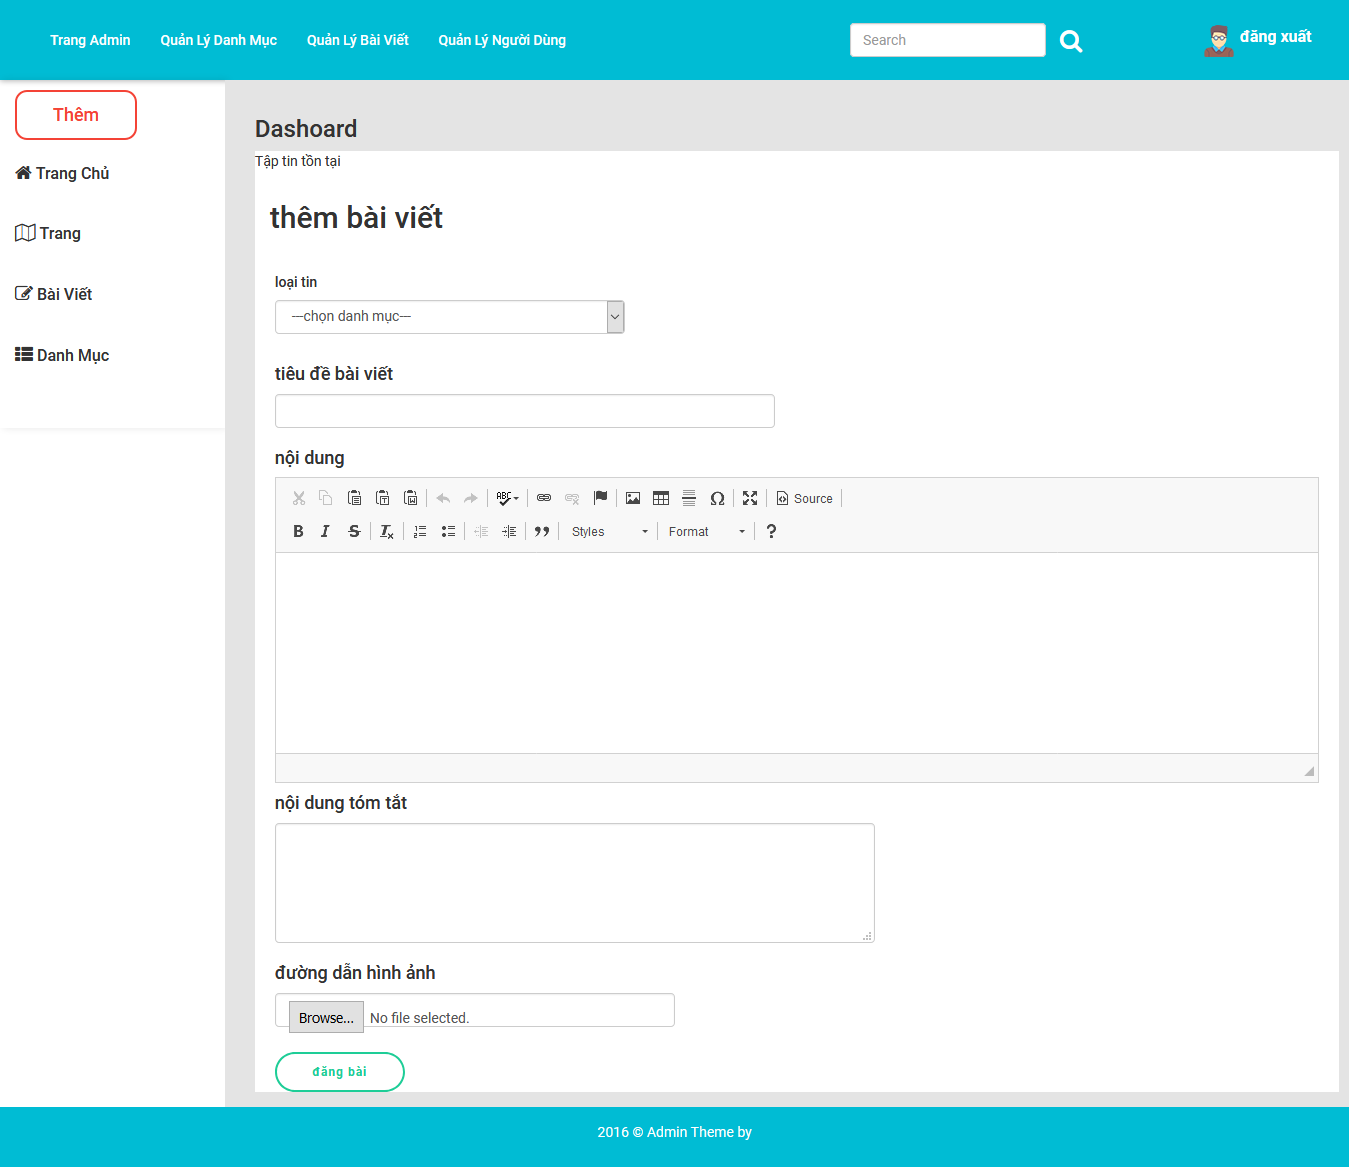 Trang Admin Quản Lý Danh Mục Quản Lý Bài Viết Quản Lý Người Dùng Search đăng xuất
Thêm
Trang Chủ
Trang
Bài Viết
Danh Mục
Dashoard
Tập tin tồn tại
thêm bài viết
loại tin
---chọn danh mục---
tiêu đề bài viết
nội dung
ABC Source
B I S Tx Styles Format ?
nội dung tóm tắt
đường dẫn hình ảnh
Browse... No file selected.
đăng bài
2016 © Admin Theme by